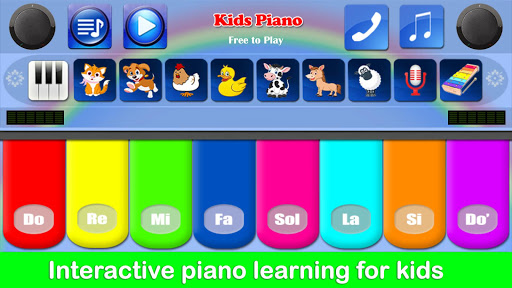 Kids Piano
Free to Play
Do Re Mi Fa Sol La Si Do'
Interactive piano learning for kids